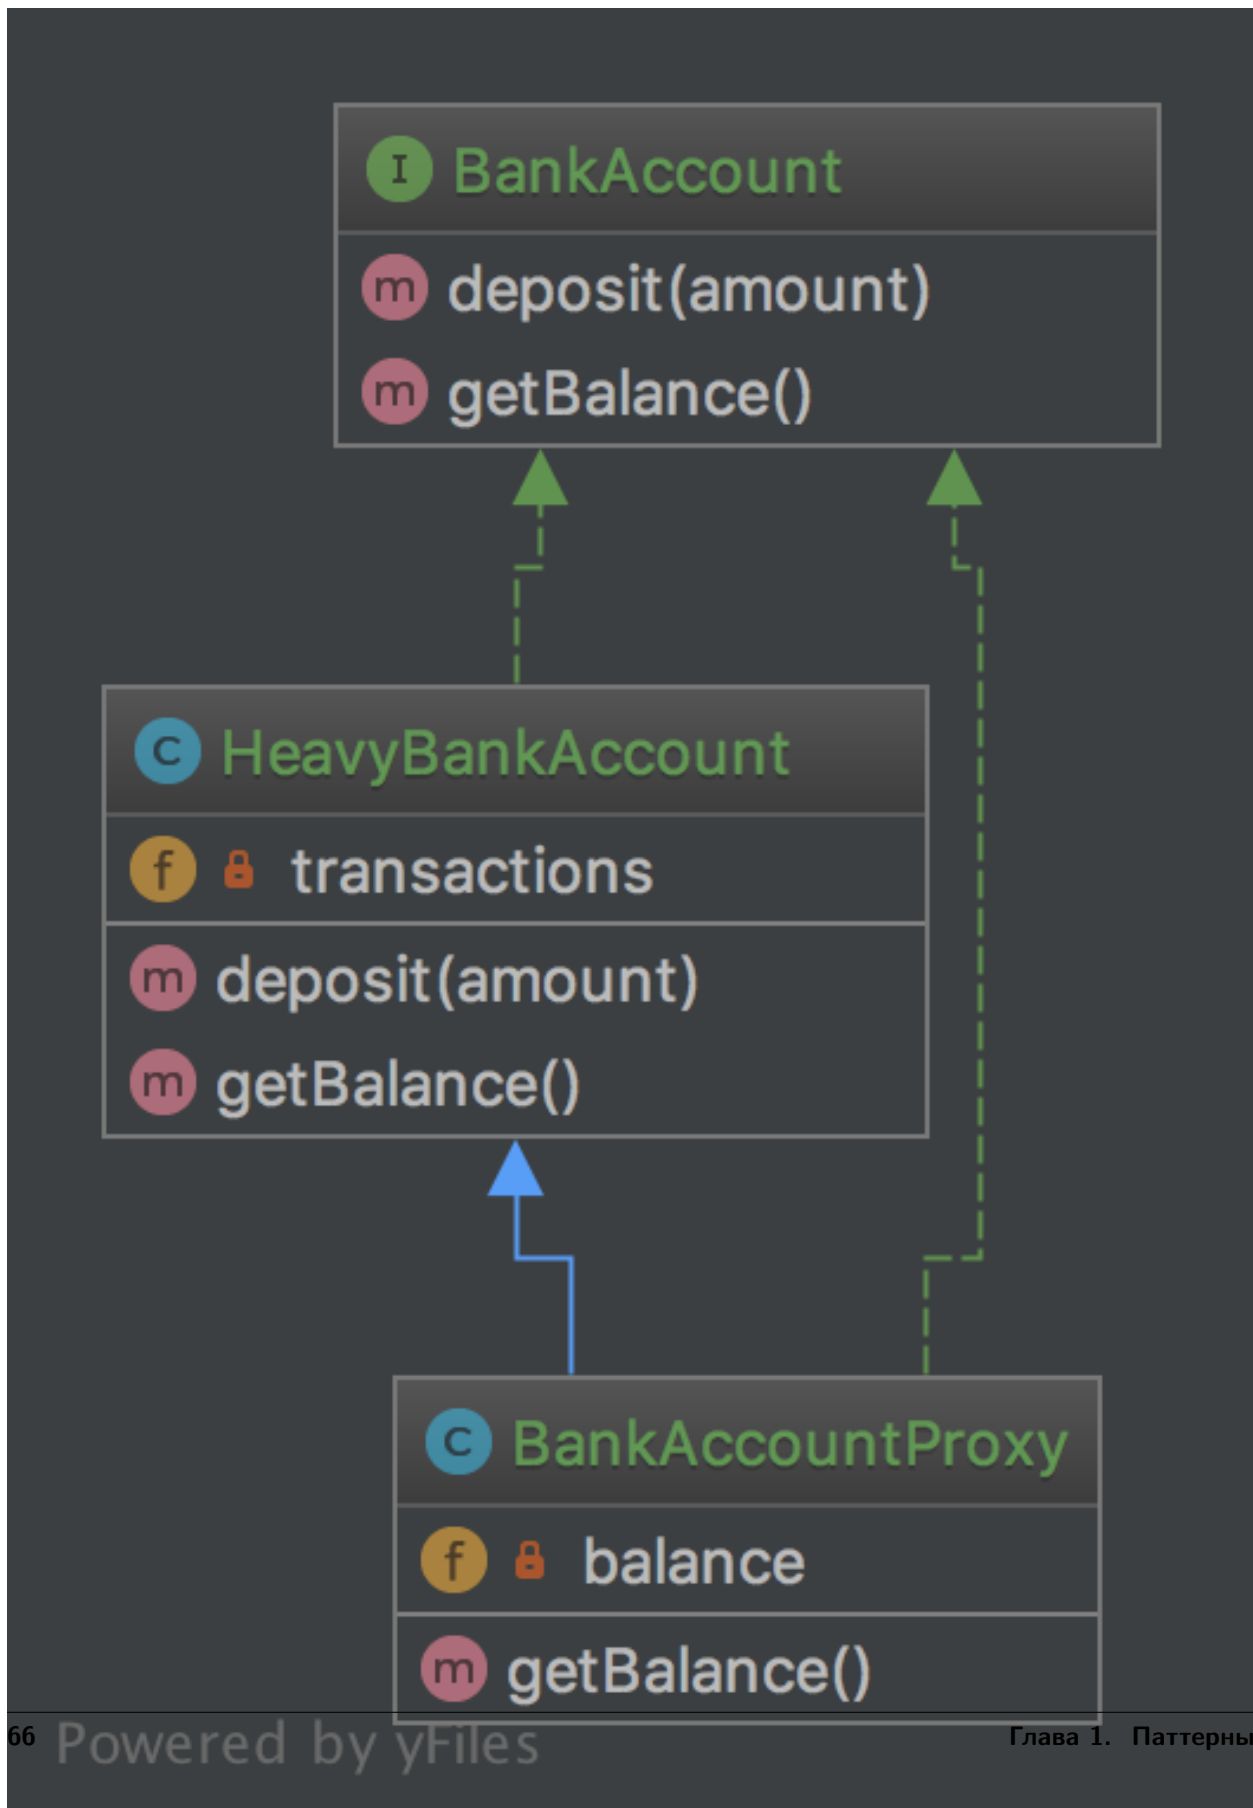 I BankAccount
m deposit(amount)
m getBalance()
C HeavyBankAccount
f transactions
m deposit(amount)
m getBalance()
C BankAccountProxy
f balance
m getBalance()
66 Глава 1. Паттерны
Powered by yFiles